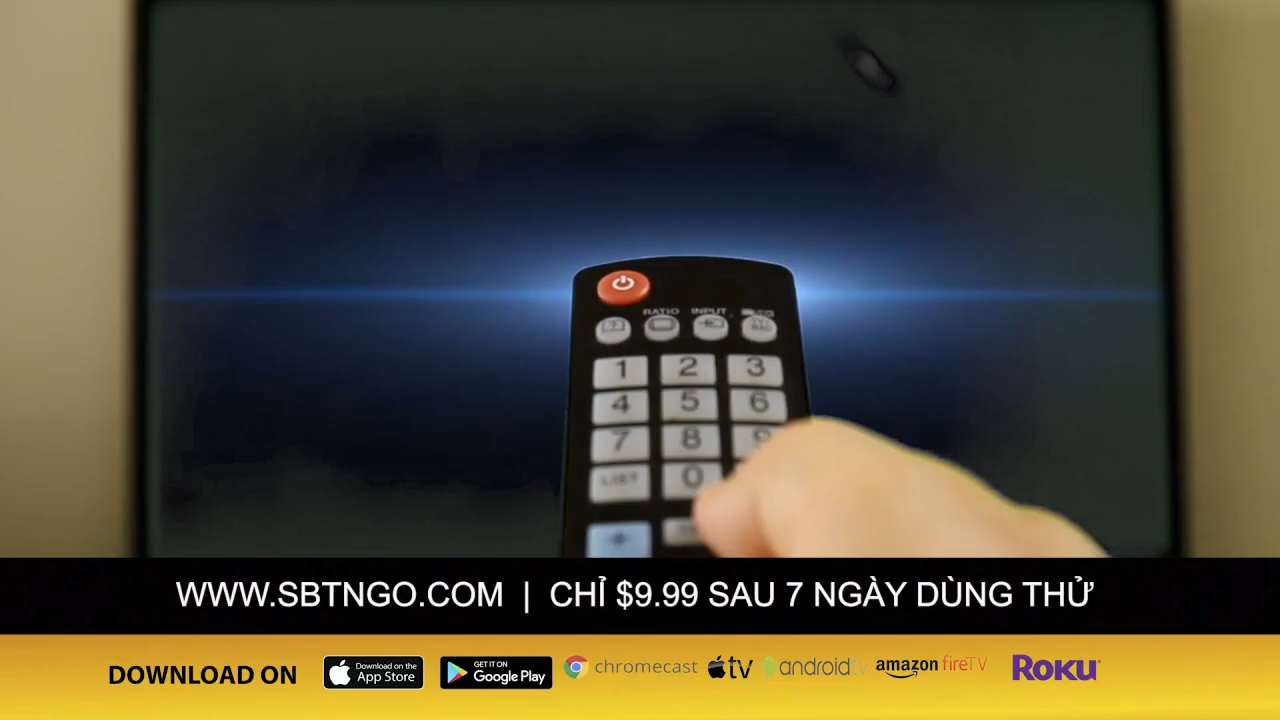 RATIO INPUT
1 2 3
4 5 6
7 8 9
LIST 0
WWW.SBTNGO.COM | CHỈ $9.99 SAU 7 NGÀY DÙNG THỬ
DOWNLOAD ON Download on the App Store GET IT ON Google Play chromecast tv androidtv amazon fireTV ROKU